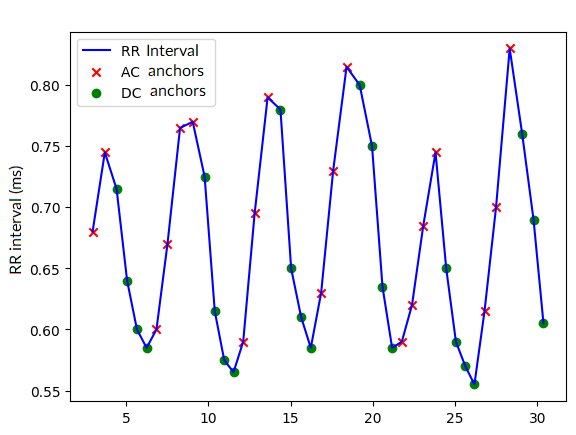 RR Interval
AC anchors
DC anchors
0.80
0.75
0.70
0.65
0.60
0.55
RR interval (ms)
5 10 15 20 25 30